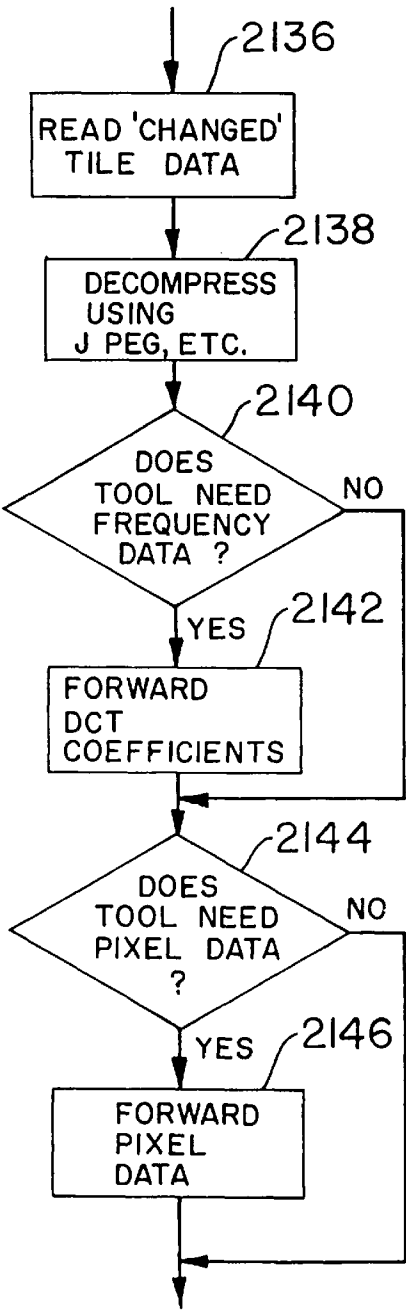 2136
READ 'CHANGED'
TILE DATA
2138
DECOMPRESS
USING
J PEG, ETC.
2140
DOES
TOOL NEED
FREQUENCY
DATA ?
NO
YES
2142
FORWARD
DCT
COEFFICIENTS
2144
DOES
TOOL NEED
PIXEL DATA
?
NO
YES
2146
FORWARD
PIXEL
DATA